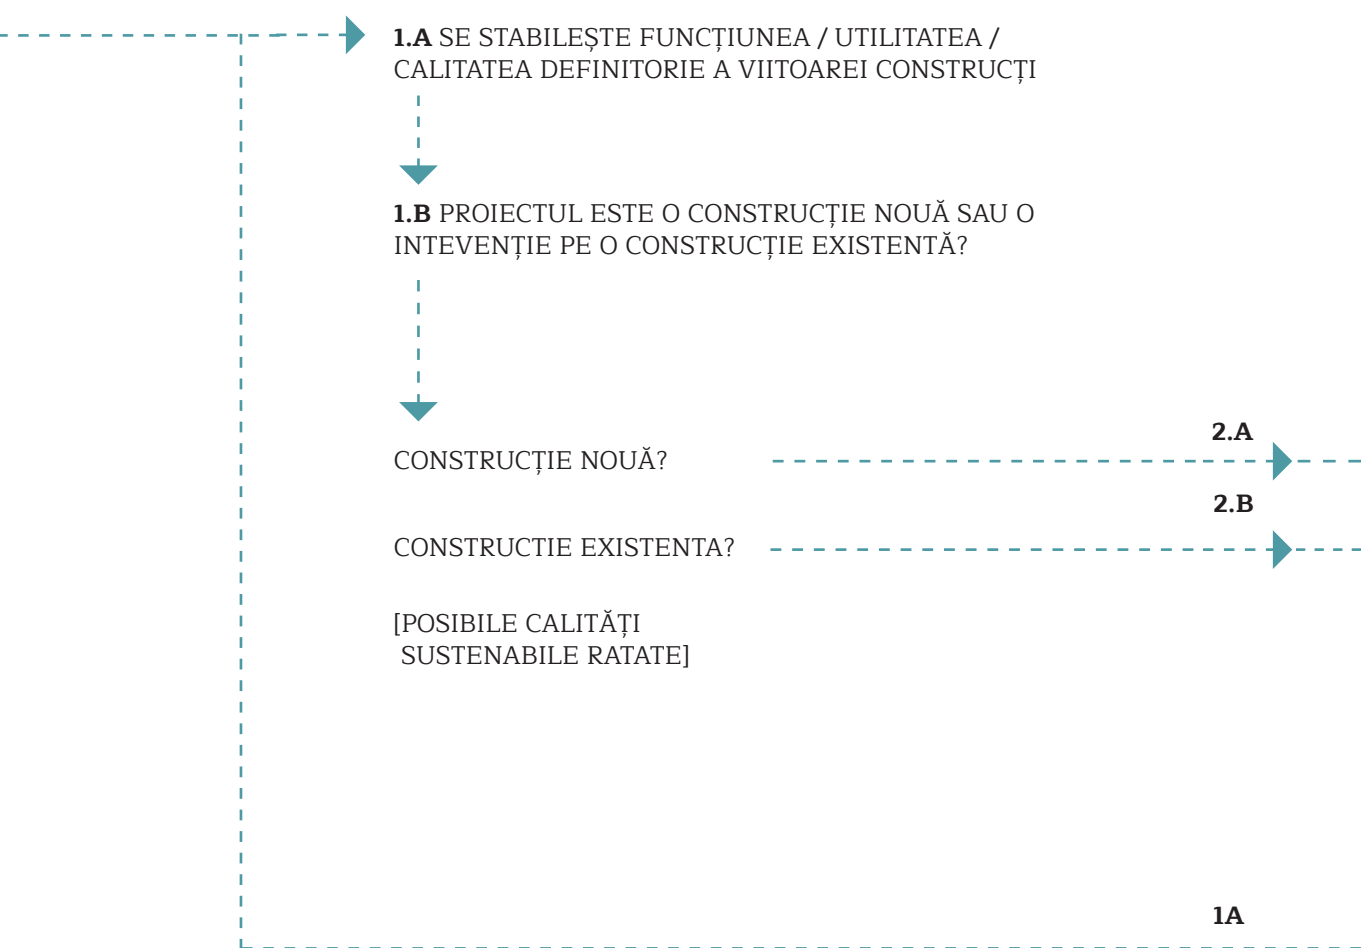 1.A SE STABILEȘTE FUNCȚIUNEA / UTILITATEA /
CALITATEA DEFINITORIE A VIITOAREI CONSTRUCȚI
1.B PROIECTUL ESTE O CONSTRUCȚIE NOUĂ SAU O
INTEVENȚIE PE O CONSTRUCȚIE EXISTENTĂ?
2.A
CONSTRUCȚIE NOUĂ?
2.B
CONSTRUCTIE EXISTENTA?
[POSIBILE CALITĂȚI
SUSTENABILE RATATE]
1A